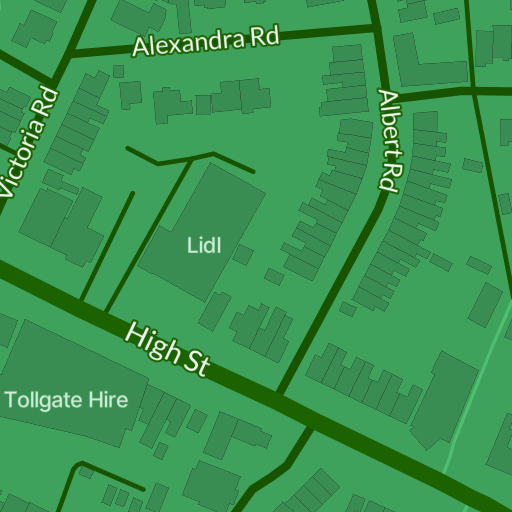 Alexandra Rd
Victoria Rd
Albert Rd
Lidl
High St
Tollgate Hire